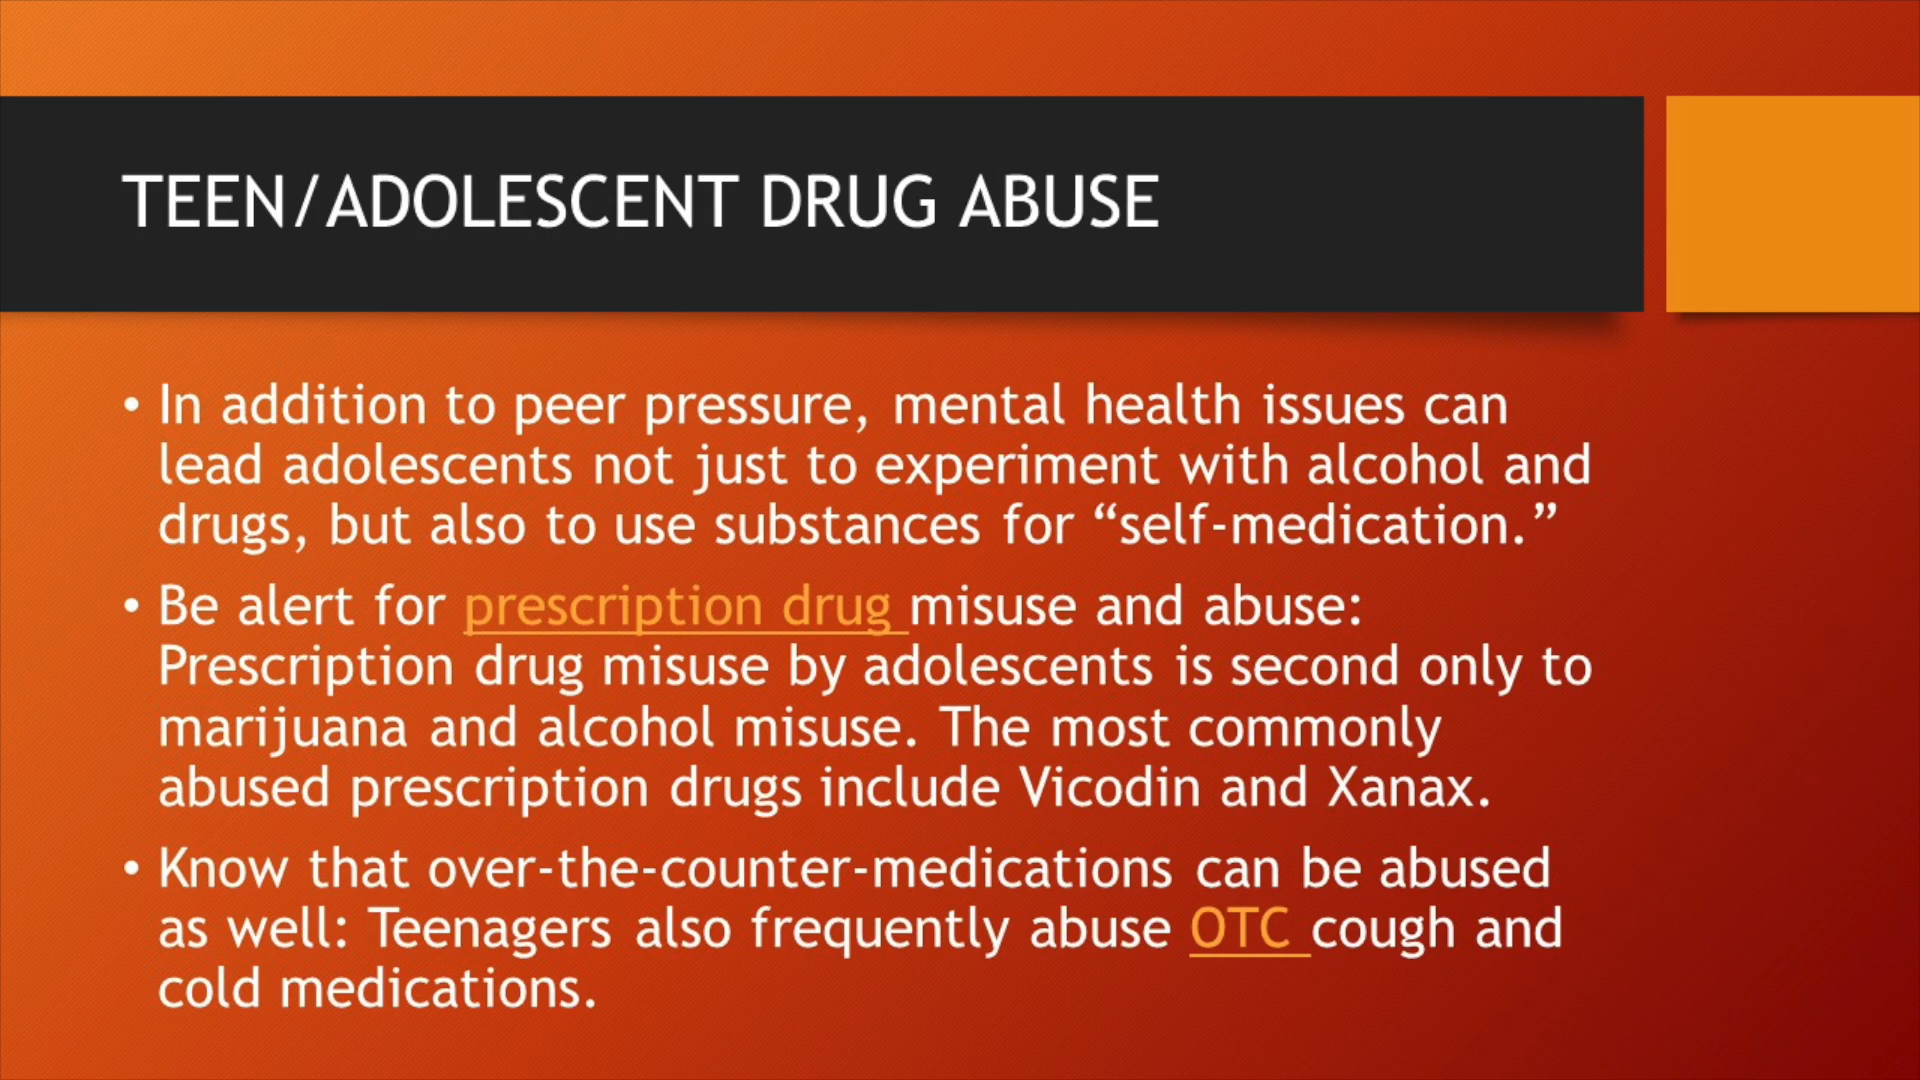 TEEN/ADOLESCENT DRUG ABUSE
• In addition to peer pressure, mental health issues can
lead adolescents not just to experiment with alcohol and
drugs, but also to use substances for “self-medication.”
• Be alert for prescription drug misuse and abuse:
Prescription drug misuse by adolescents is second only to
marijuana and alcohol misuse. The most commonly
abused prescription drugs include Vicodin and Xanax.
• Know that over-the-counter-medications can be abused
as well: Teenagers also frequently abuse OTC cough and
cold medications.